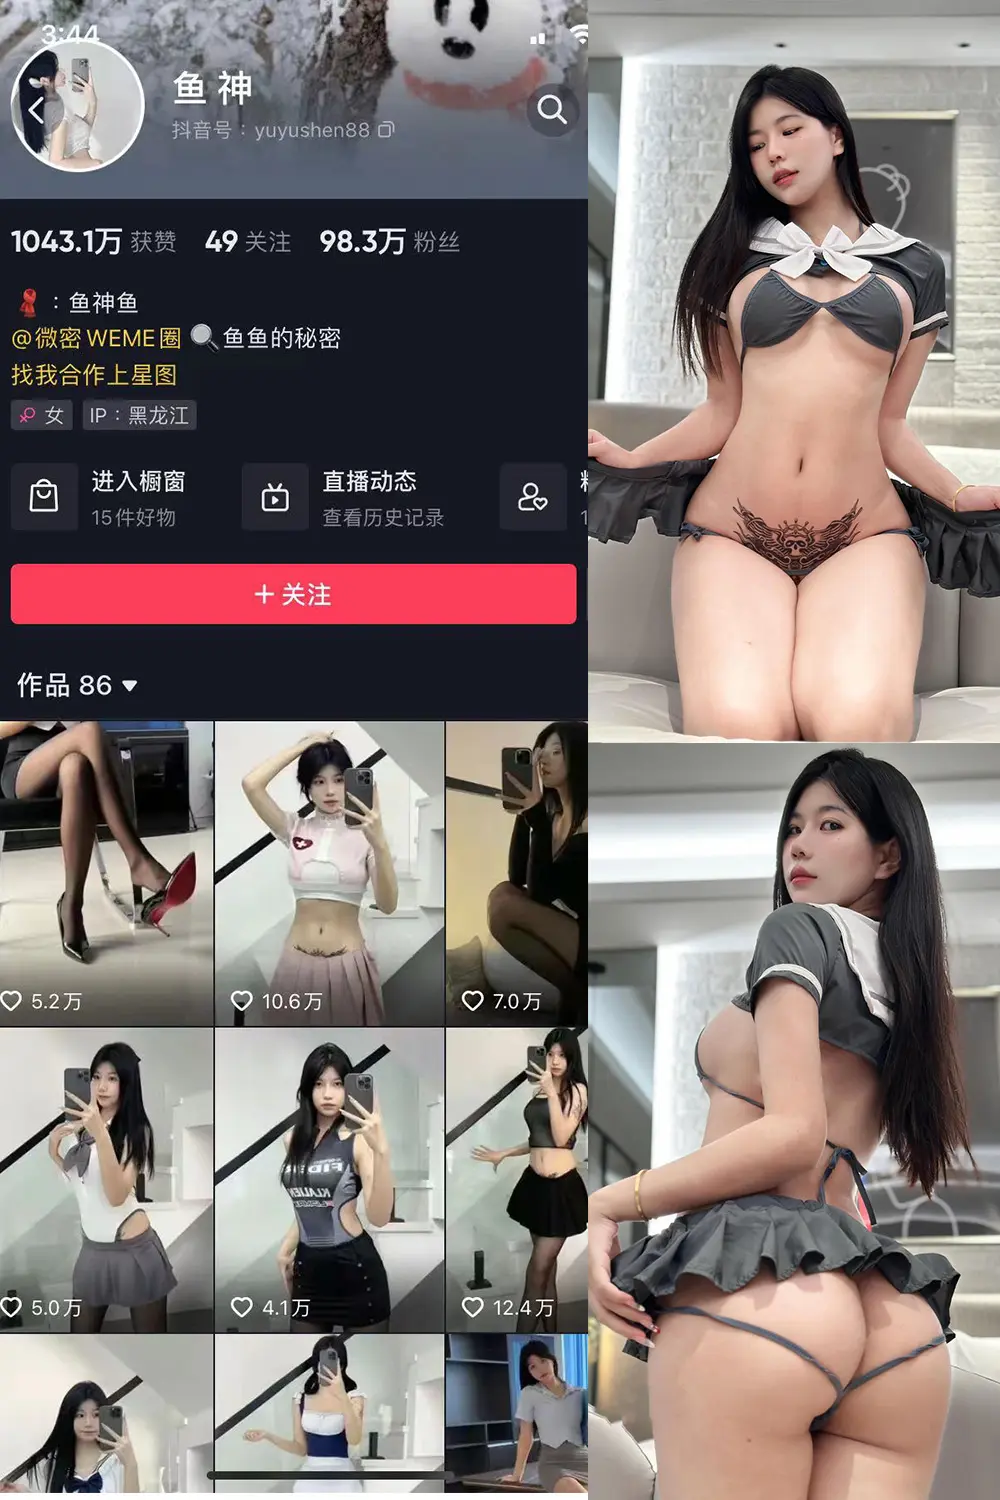 3:44
鱼 神
抖音号：yuyushen88
1043.1万 获赞 49 关注 98.3万 粉丝
：鱼神鱼
@微密 WEME圈 鱼鱼的秘密
找我合作上星图
女 IP：黑龙江
进入橱窗
15件好物
直播动态
查看历史记录
+ 关注
作品 86
5.2万
10.6万
7.0万
5.0万
4.1万
12.4万